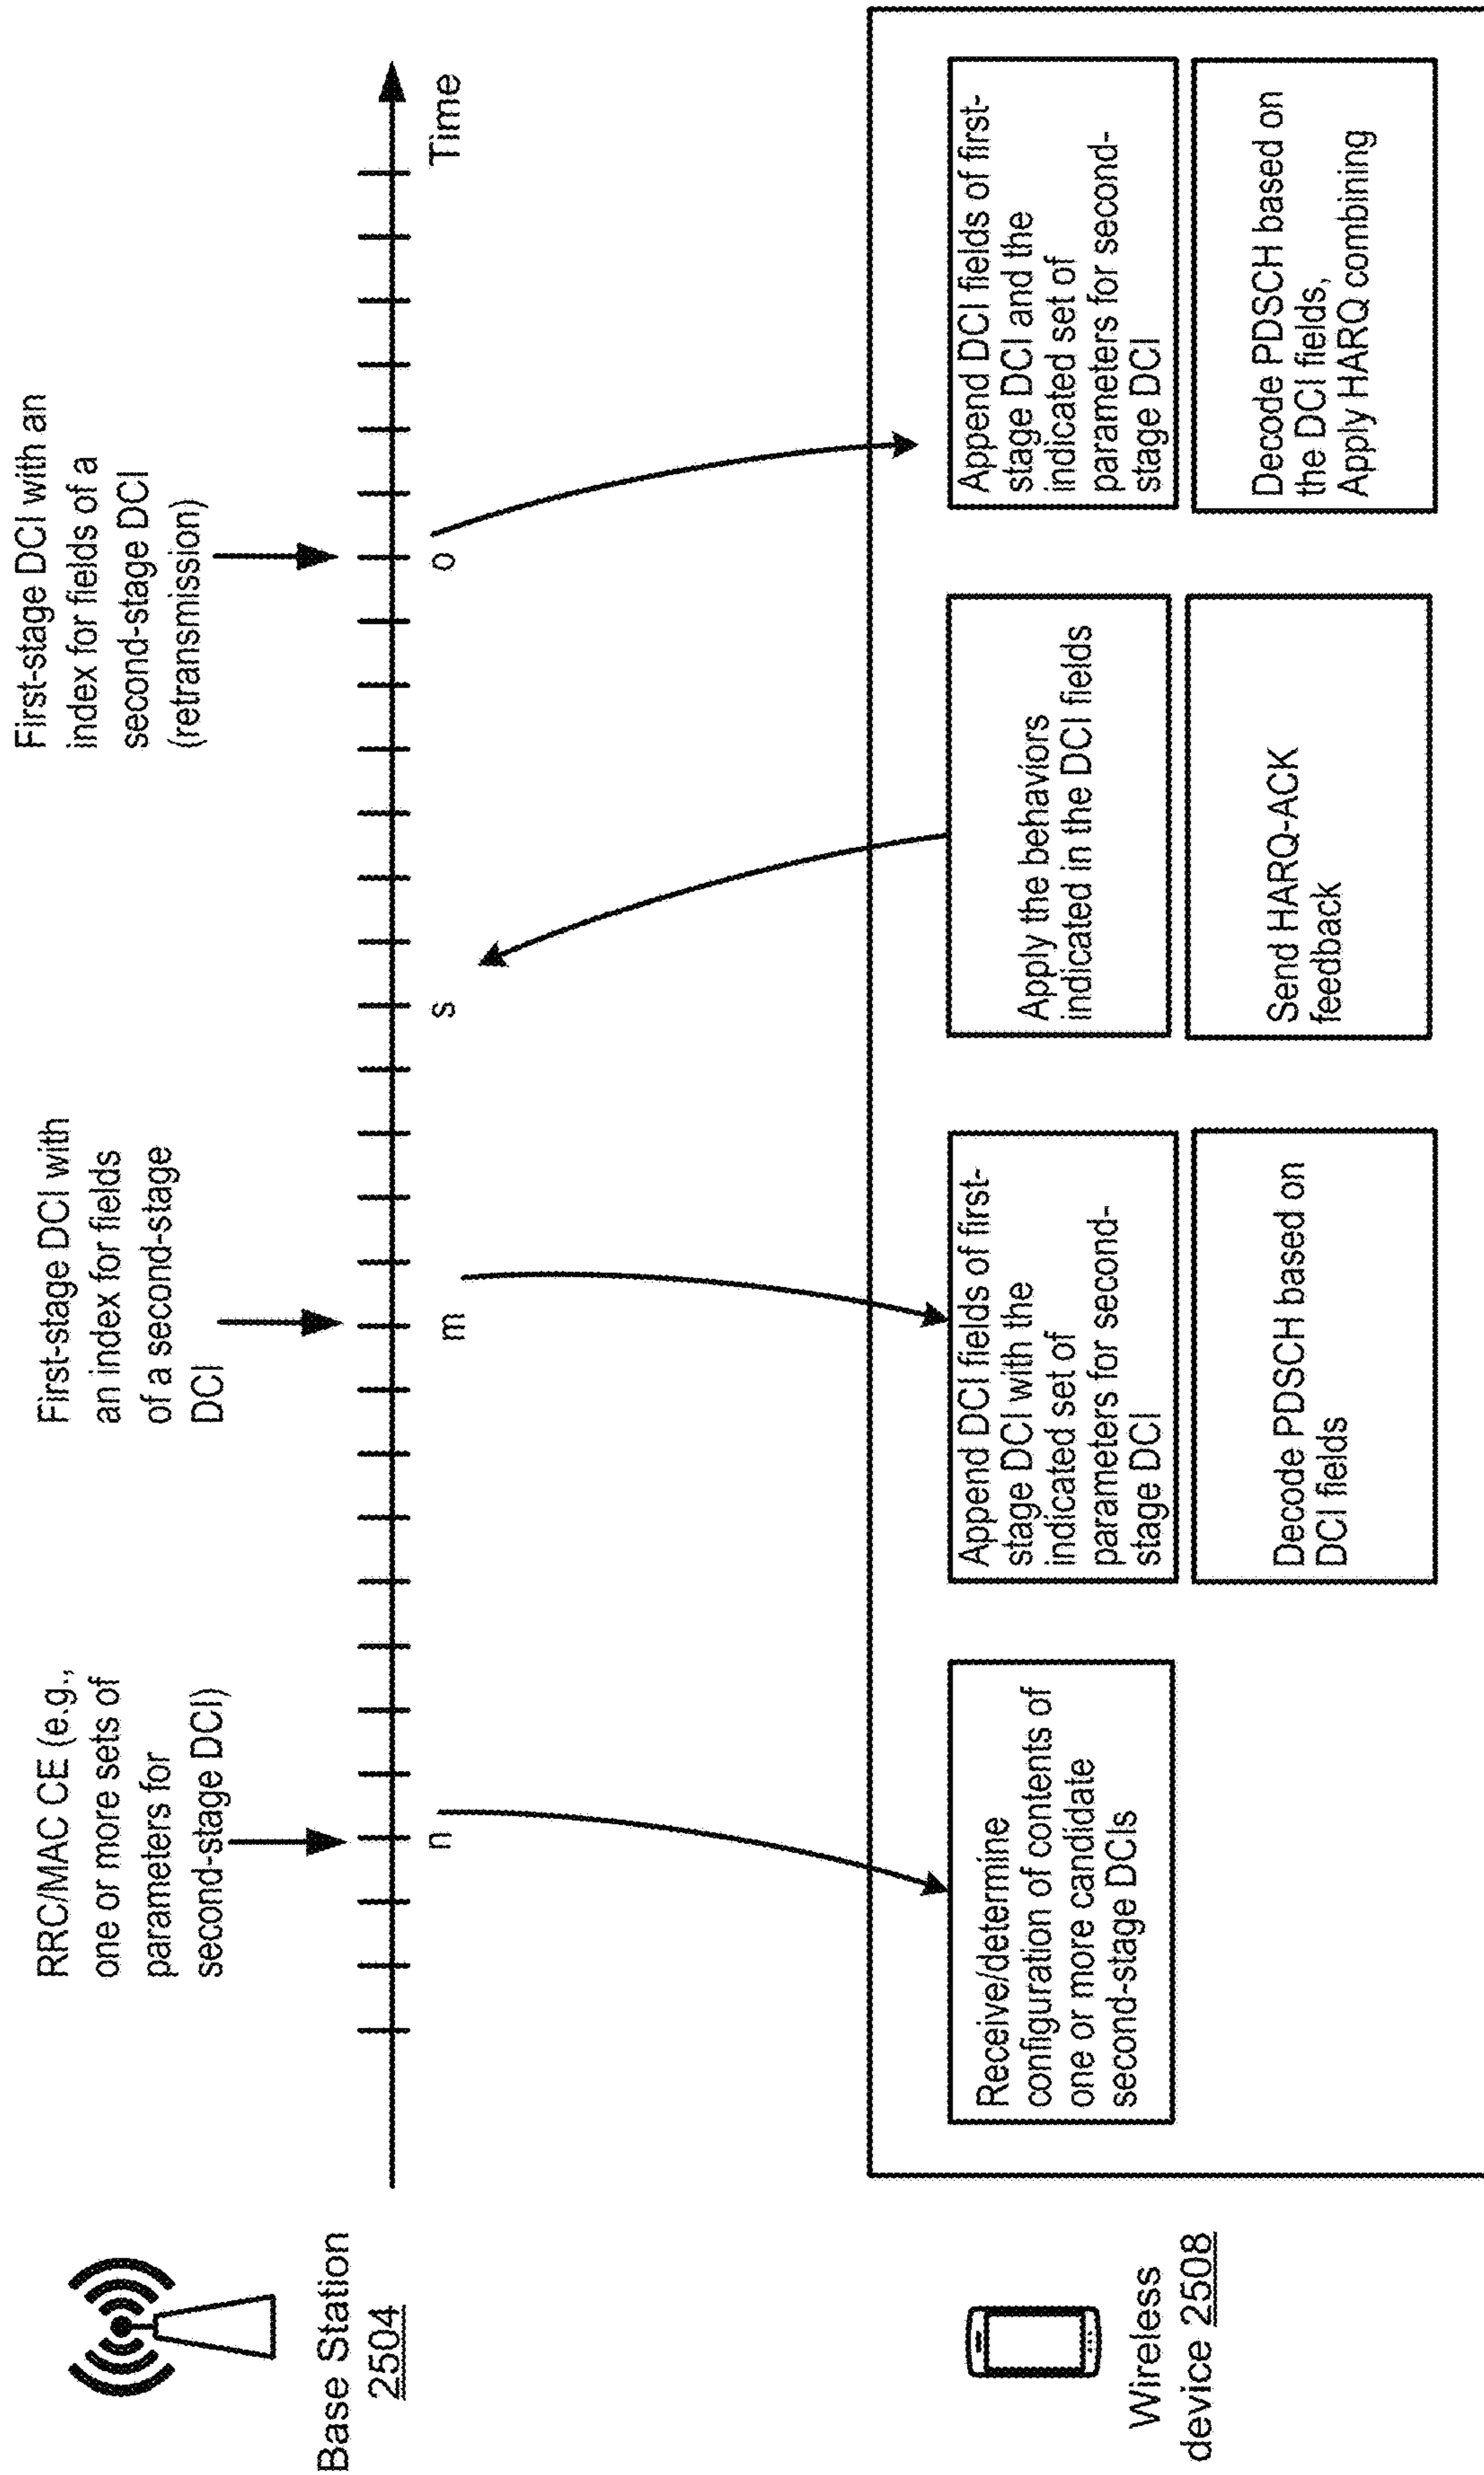 Base Station
2504
RRC/MAC CE (e.g.,
one or more sets of
parameters for
second-stage DCI)
First-stage DCI with
an index for fields
of a second-stage
DCI
First-stage DCI with an
index for fields of a
second-stage DCI
(retransmission)
n
m
s
o
Time
Wireless
device 2508
Receive/determine
configuration of contents of
one or more candidate
second-stage DCIs
Append DCI fields of first-
stage DCI with the
indicated set of
parameters for second-
stage DCI
Decode PDSCH based on
DCI fields
Apply the behaviors
indicated in the DCI fields
Send HARQ-ACK
feedback
Append DCI fields of first-
stage DCI and the
indicated set of
parameters for second-
stage DCI
Decode PDSCH based on
the DCI fields,
Apply HARQ combining